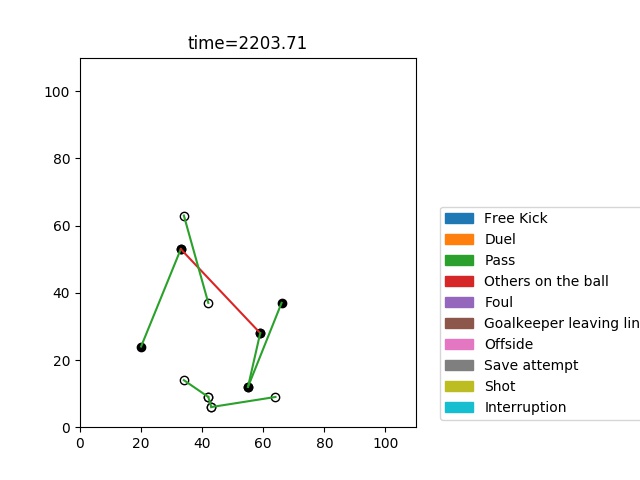 time=2203.71
100
80
60
40
20
0
0 20 40 60 80 100
Free Kick
Duel
Pass
Others on the ball
Foul
Goalkeeper leaving lin
Offside
Save attempt
Shot
Interruption